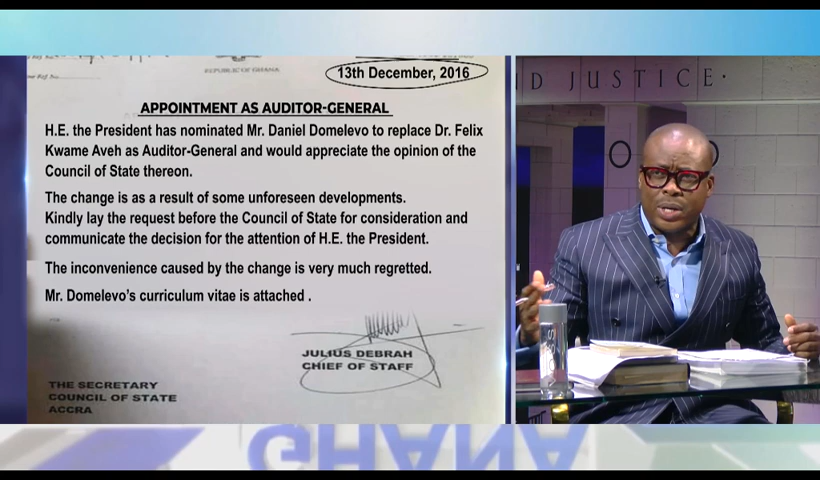 REPUBLIC OF GHANA
13th December, 2016
APPOINTMENT AS AUDITOR-GENERAL
H.E. the President has nominated Mr. Daniel Domelevo to replace Dr. Felix
Kwame Aveh as Auditor-General and would appreciate the opinion of the
Council of State thereon.
The change is as a result of some unforeseen developments.
Kindly lay the request before the Council of State for consideration and
communicate the decision for the attention of H.E. the President.
The inconvenience caused by the change is very much regretted.
Mr. Domelevo's curriculum vitae is attached .
JULIUS DEBRAH
CHIEF OF STAFF
THE SECRETARY
COUNCIL OF STATE
ACCRA
D JUSTICE
GHANA